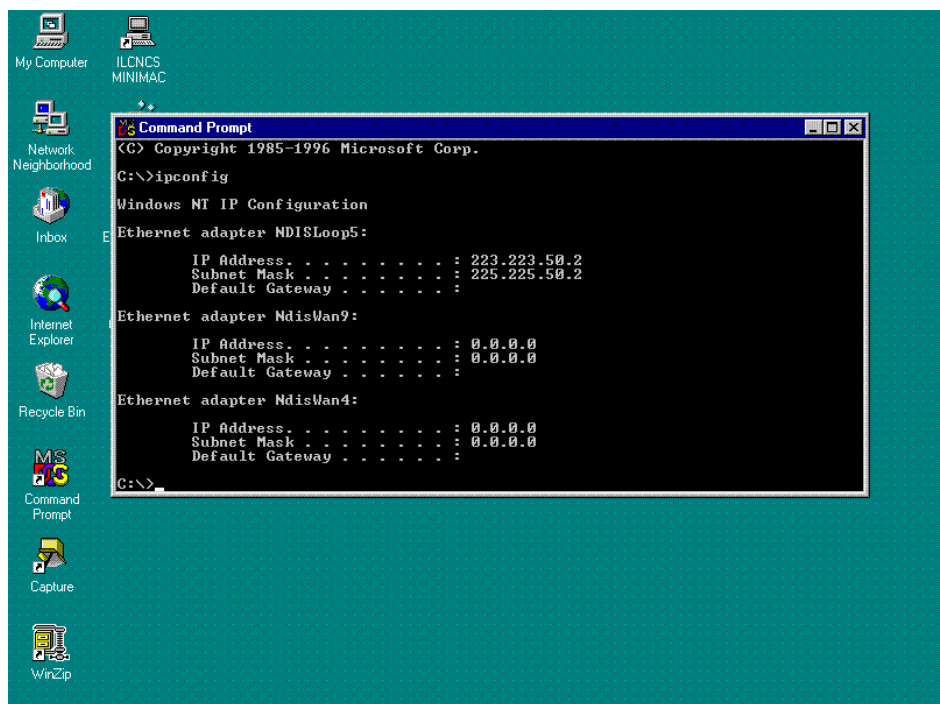 My Computer
ILCNCS
MINIMAC
Network
Neighborhood
Inbox
E
Internet
Explorer
Recycle Bin
MS
Command
Prompt
Capture
WinZip
Command Prompt
(C) Copyright 1985-1996 Microsoft Corp.
C:\>ipconfig
Windows NT IP Configuration
Ethernet adapter NDISLoop5:
IP Address. . . . . . . . . : 223.223.50.2
Subnet Mask . . . . . . . . : 225.225.50.2
Default Gateway . . . . . . :
Ethernet adapter NdisWan9:
IP Address. . . . . . . . . : 0.0.0.0
Subnet Mask . . . . . . . . : 0.0.0.0
Default Gateway . . . . . . :
Ethernet adapter NdisWan4:
IP Address. . . . . . . . . : 0.0.0.0
Subnet Mask . . . . . . . . : 0.0.0.0
Default Gateway . . . . . . :
C:\>_